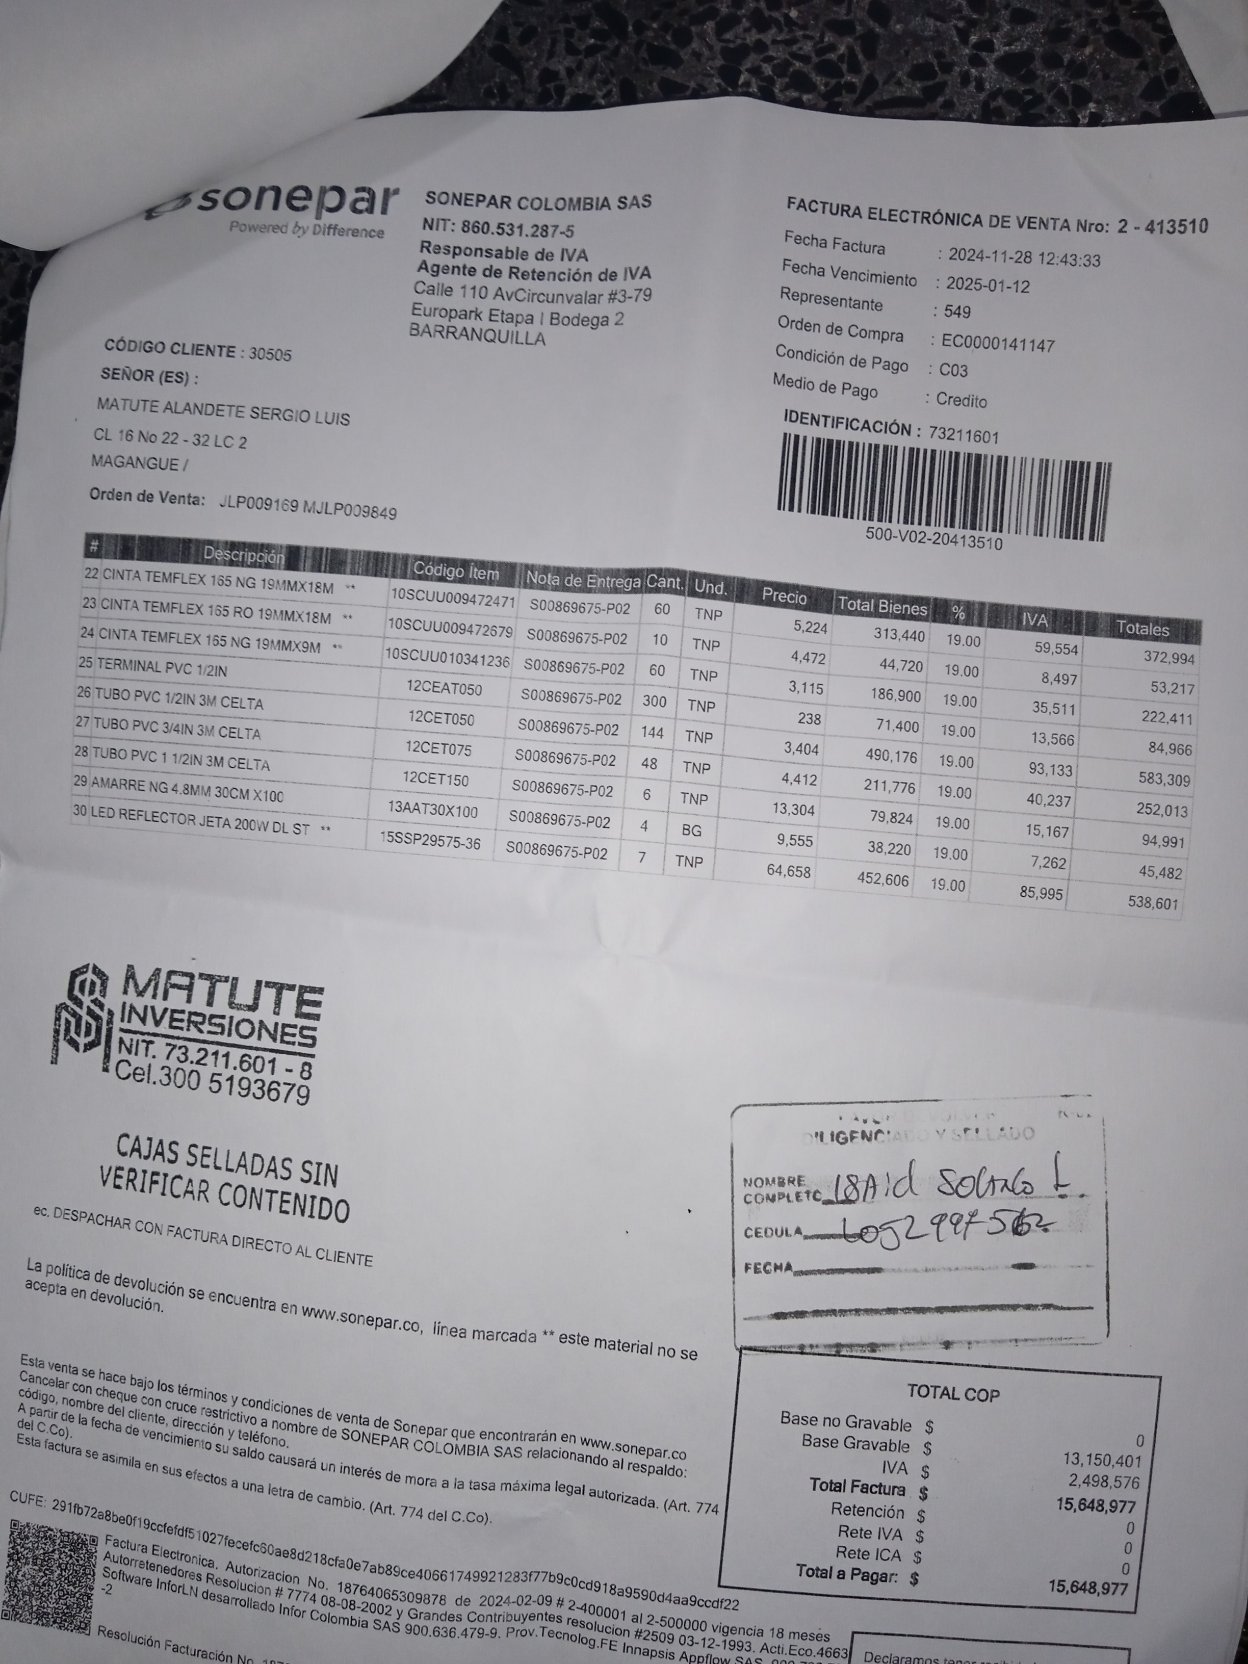 sonepar
Powered by Difference
SONEPAR COLOMBIA SAS
NIT: 860.531.287-5
Responsable de IVA
Agente de Retención de IVA
Calle 110 AvCircunvalar #3-79
Europark Etapa I Bodega 2
BARRANQUILLA
FACTURA ELECTRÓNICA DE VENTA Nro: 2 - 413510
Fecha Factura : 2024-11-28 12:43:33
Fecha Vencimiento : 2025-01-12
Representante : 549
Orden de Compra : EC0000141147
Condición de Pago : C03
Medio de Pago : Credito
IDENTIFICACIÓN : 73211601
500-V02-20413510
CÓDIGO CLIENTE : 30505
SEÑOR (ES) :
MATUTE ALANDETE SERGIO LUIS
CL 16 No 22 - 32 LC 2
MAGANGUE /
Orden de Venta: JLP009169 MJLP009849
# Descripción Código Ítem Nota de Entrega Cant. Und. Precio Total Bienes % IVA Totales
22 CINTA TEMFLEX 165 NG 19MMX18M ** 10SCUU009472471 S00869675-P02 60 TNP 5,224 313,440 19.00 59,554 372,994
23 CINTA TEMFLEX 165 RO 19MMX18M ** 10SCUU009472679 S00869675-P02 10 TNP 4,472 44,720 19.00 8,497 53,217
24 CINTA TEMFLEX 165 NG 19MMX9M ** 10SCUU010341236 S00869675-P02 60 TNP 3,115 186,900 19.00 35,511 222,411
25 TERMINAL PVC 1/2IN 12CEAT050 S00869675-P02 300 TNP 238 71,400 19.00 13,566 84,966
26 TUBO PVC 1/2IN 3M CELTA 12CET050 S00869675-P02 144 TNP 3,404 490,176 19.00 93,133 583,309
27 TUBO PVC 3/4IN 3M CELTA 12CET075 S00869675-P02 48 TNP 4,412 211,776 19.00 40,237 252,013
28 TUBO PVC 1 1/2IN 3M CELTA 12CET150 S00869675-P02 6 TNP 13,304 79,824 19.00 15,167 94,991
29 AMARRE NG 4.8MM 30CM X100 13AAT30X100 S00869675-P02 4 BG 9,555 38,220 19.00 7,262 45,482
30 LED REFLECTOR JETA 200W DL ST ** 15SSP29575-36 S00869675-P02 7 TNP 64,658 452,606 19.00 85,995 538,601
MATUTE
INVERSIONES
NIT. 73.211.601 - 8
Cel.300 5193679
CAJAS SELLADAS SIN
VERIFICAR CONTENIDO
ec. DESPACHAR CON FACTURA DIRECTO AL CLIENTE
La política de devolución se encuentra en www.sonepar.co, línea marcada ** este material no se
acepta en devolución.
DILIGENCIADO Y SELLADO
NOMBRE
COMPLETO ISAid Solano L.
CEDULA
FECHA
Esta venta se hace bajo los términos y condiciones de venta de Sonepar que encontrarán en www.sonepar.co
Cancelar con cheque con cruce restrictivo a nombre de SONEPAR COLOMBIA SAS relacionando al respaldo:
código, nombre del cliente, dirección y teléfono.
A partir de la fecha de vencimiento su saldo causará un interés de mora a la tasa máxima legal autorizada. (Art. 774
del C.Co).
Esta factura se asimila en sus efectos a una letra de cambio. (Art. 774 del C.Co).
TOTAL COP
Base no Gravable $ 0
Base Gravable $ 13,150,401
IVA $ 2,498,576
Total Factura $ 15,648,977
Retención $ 0
Rete IVA $ 0
Rete ICA $ 0
Total a Pagar: $ 15,648,977
CUFE: 291fb72a8be0f19ccfefdf51027fecefc60ae8d218cfa0e7ab89ce40661749921283f77b9c0cd918a9590d4aa9ccdf22
Factura Electronica. Autorizacion No. 18764065309878 de 2024-02-09 # 2-400001 al 2-500000 vigencia 18 meses
Autorretenedores Resolucion # 7774 08-08-2002 y Grandes Contribuyentes resolucion #2509 03-12-1993. Acti.Eco.4663
Software InforLN desarrollado Infor Colombia SAS 900.636.479-9. Prov.Tecnolog.FE Innapsis Appflow SAS
-2
Resolución Facturación No.
Declaramos